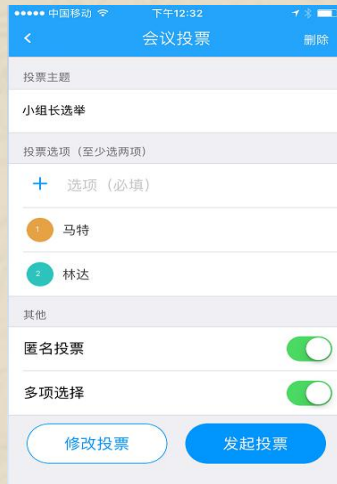 中国移动 下午12:32
会议投票 删除
投票主题
小组长选举
投票选项（至少选两项）
+ 选项（必填）
1 马特
2 林达
其他
匿名投票
多项选择
修改投票 发起投票